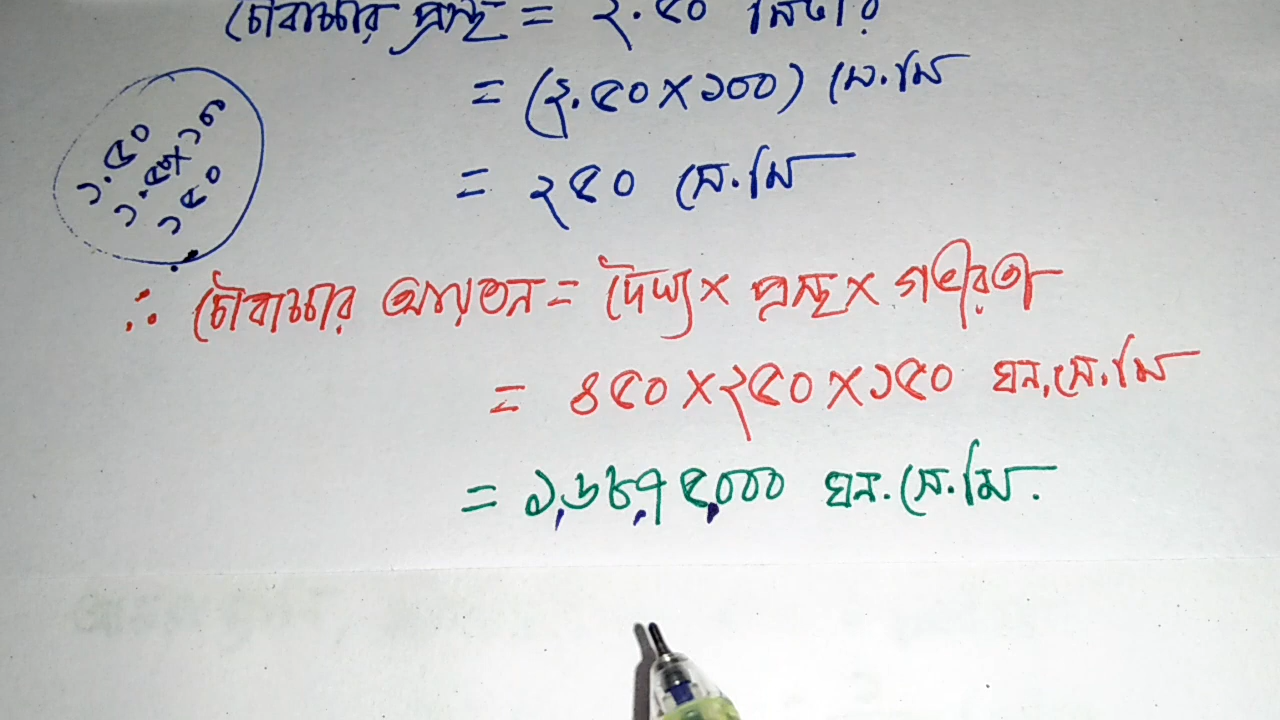 চৌবাচ্চার প্রস্থ = ২.৫০ মিটার
= (২.৫০×১০০) সে.মি
= ২৫০ সে.মি
১.৫০
১.৫০×১০
১৫০
∴ চৌবাচ্চার আয়তন = দৈর্ঘ্য × প্রস্থ × গভীরতা
= ৪৫০×২৫০×১৫০ ঘন.সে.মি
= ১,৬৮,৭৫,০০০ ঘন.সে.মি.